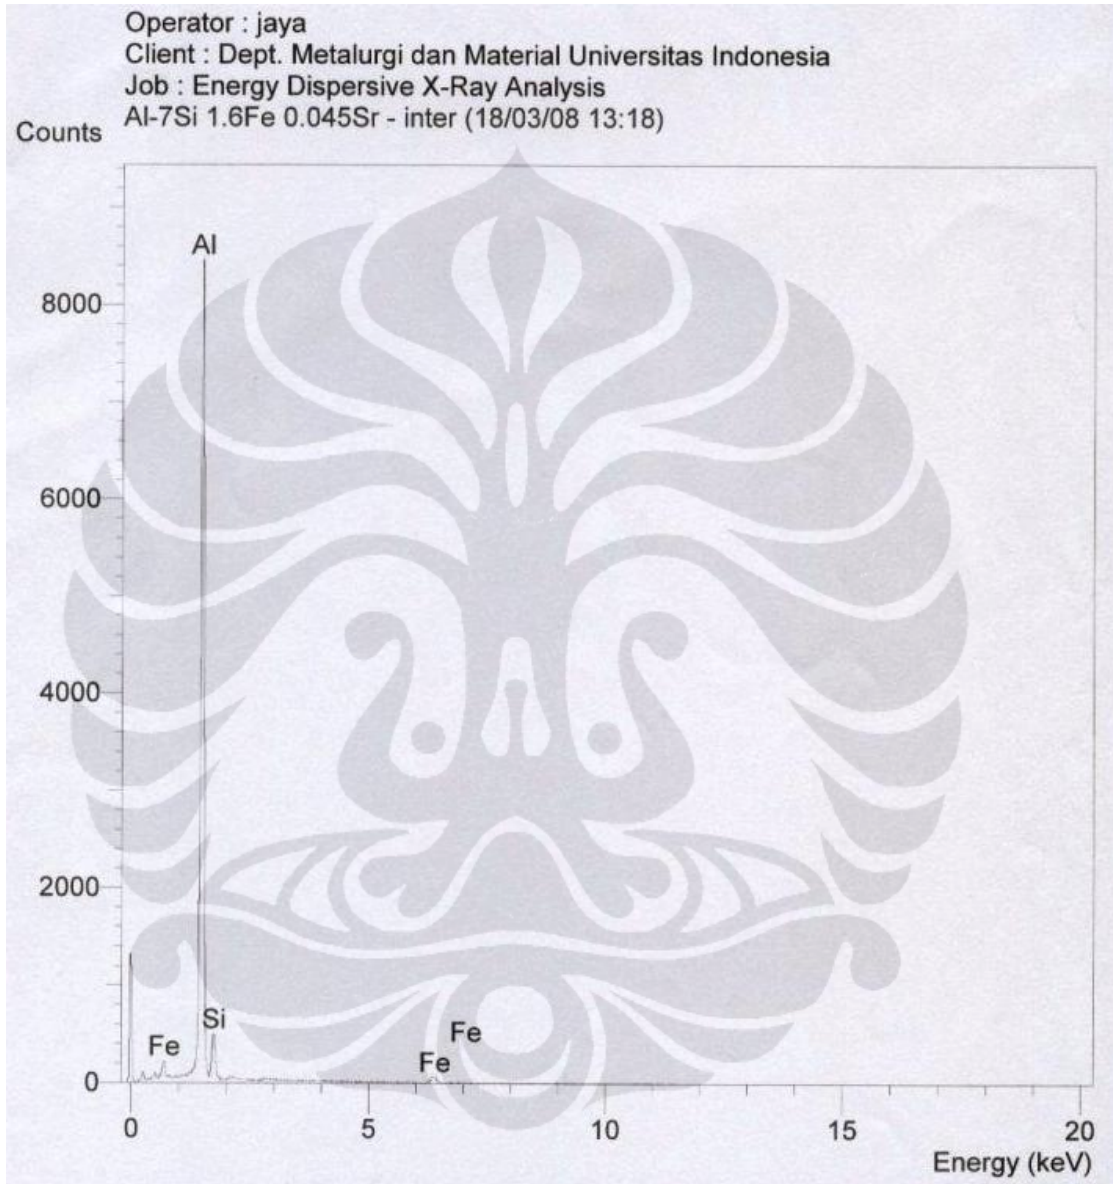 Operator : jaya
Client : Dept. Metalurgi dan Material Universitas Indonesia
Job : Energy Dispersive X-Ray Analysis
Al-7Si 1.6Fe 0.045Sr - inter (18/03/08 13:18)
Counts
Al
8000
6000
4000
2000
Si
Fe
Fe
Fe
0
0 5 10 15 20
Energy (keV)